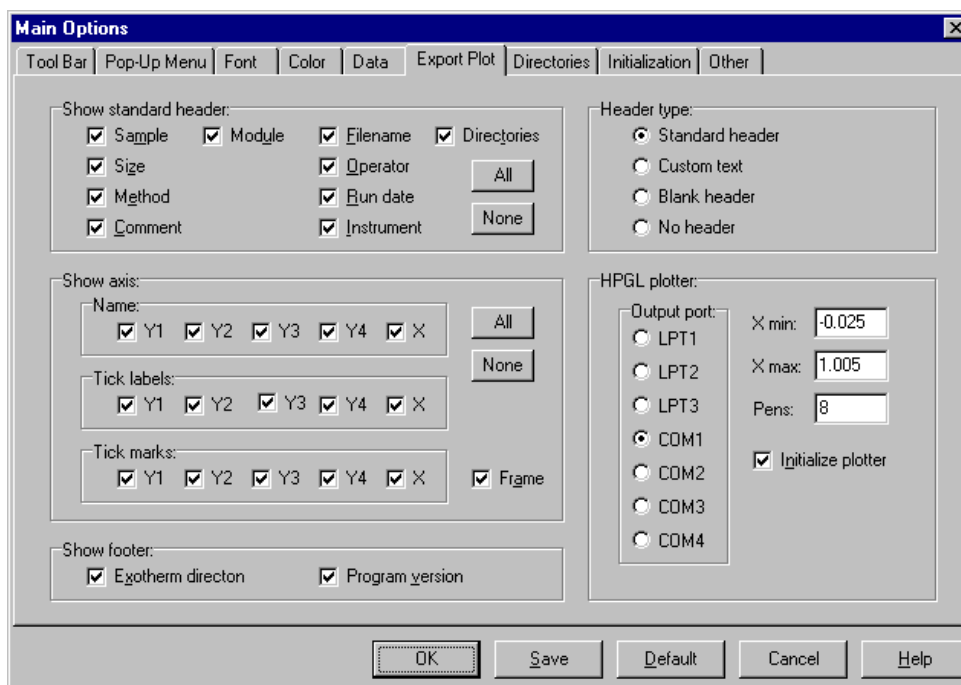 Main Options
Tool Bar Pop-Up Menu Font Color Data Export Plot Directories Initialization Other
Show standard header:
Sample Module Filename Directories
Size Operator All
Method Run date
Comment Instrument None
Header type:
Standard header
Custom text
Blank header
No header
Show axis:
Name:
Y1 Y2 Y3 Y4 X All
None
Tick labels:
Y1 Y2 Y3 Y4 X
Tick marks:
Y1 Y2 Y3 Y4 X Frame
HPGL plotter:
Output port:
LPT1
LPT2
LPT3
COM1
COM2
COM3
COM4
X min: -0.025
X max: 1.005
Pens: 8
Initialize plotter
Show footer:
Exotherm directon Program version
OK Save Default Cancel Help